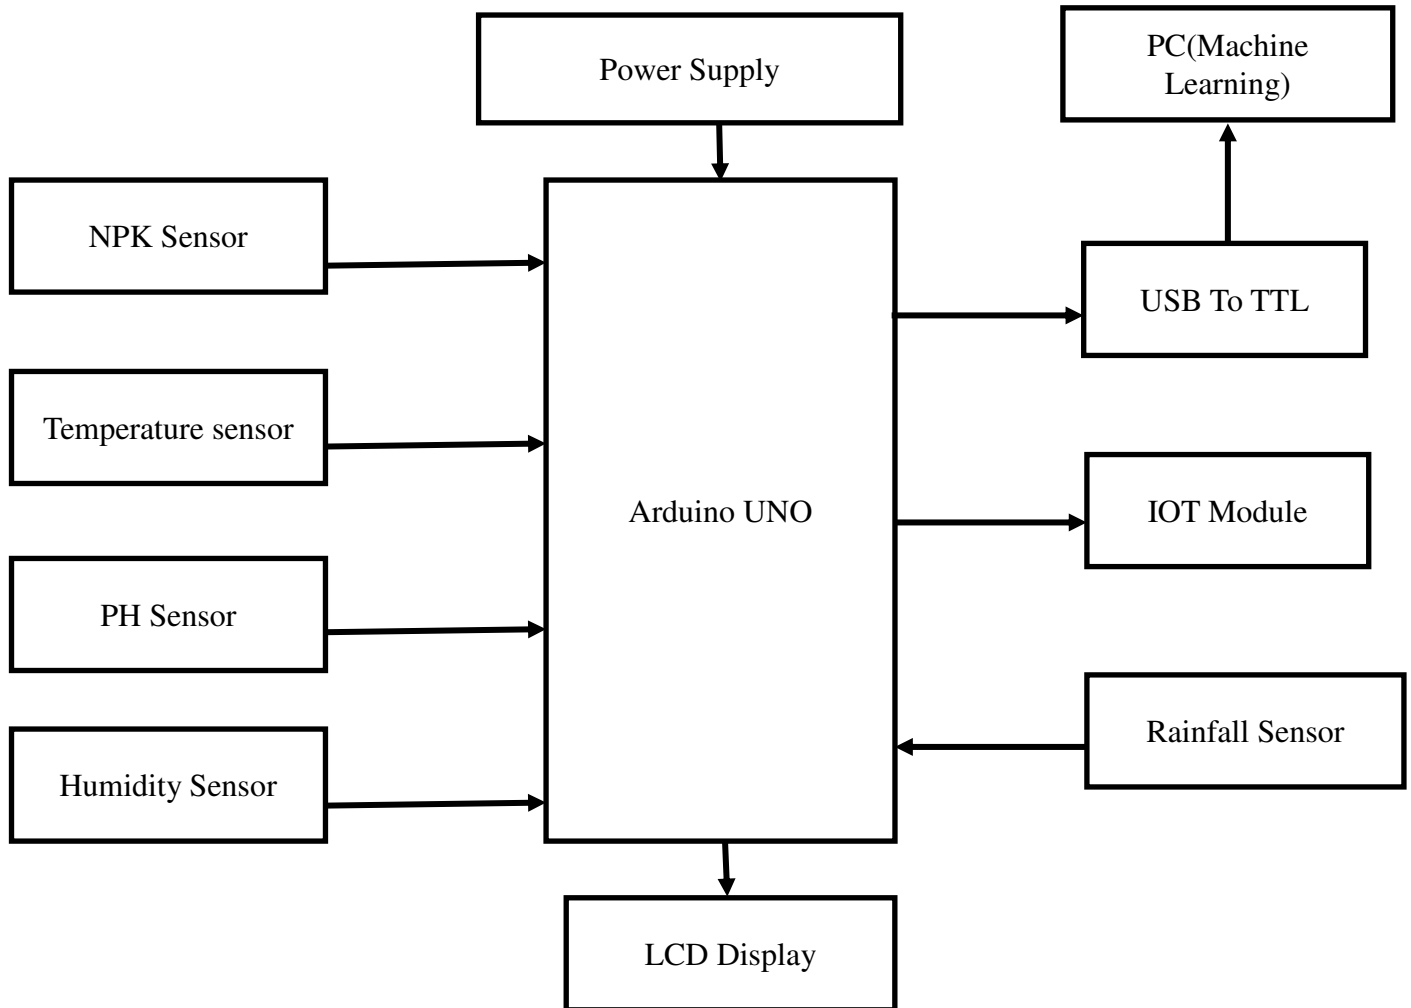 Power Supply
PC(Machine
Learning)
NPK Sensor
USB To TTL
Temperature sensor
Arduino UNO
IOT Module
PH Sensor
Rainfall Sensor
Humidity Sensor
LCD Display